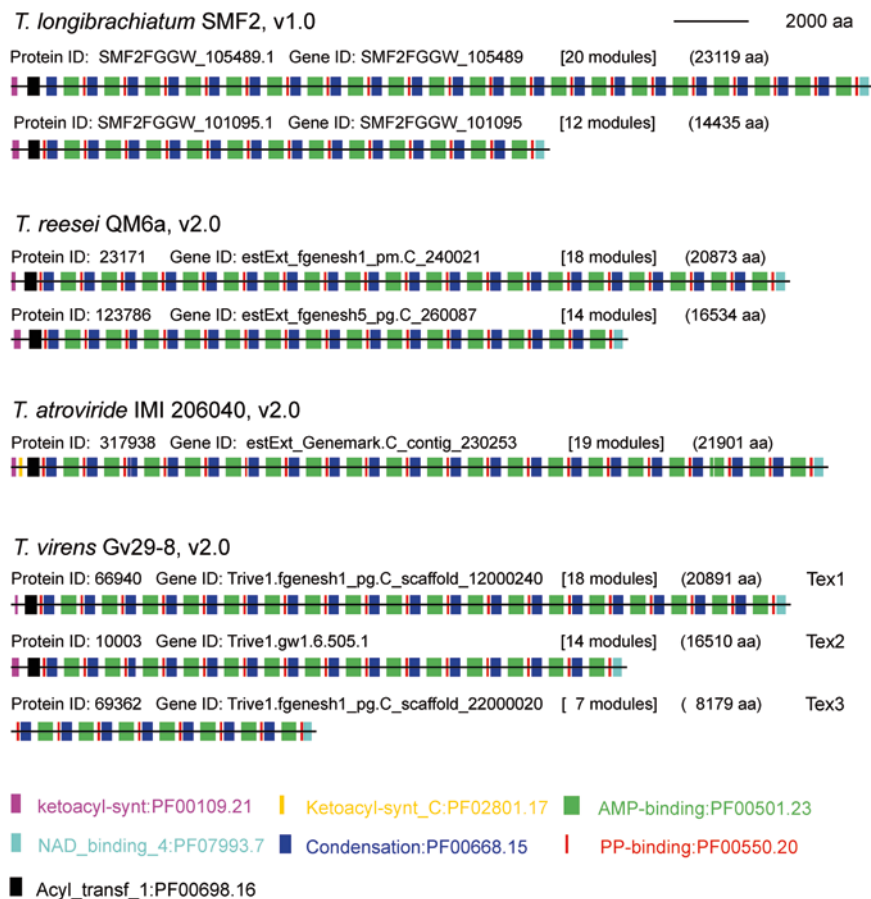 T. longibrachiatum SMF2, v1.0 2000 aa
Protein ID: SMF2FGGW_105489.1 Gene ID: SMF2FGGW_105489 [20 modules] (23119 aa)
Protein ID: SMF2FGGW_101095.1 Gene ID: SMF2FGGW_101095 [12 modules] (14435 aa)
T. reesei QM6a, v2.0
Protein ID: 23171 Gene ID: estExt_fgenesh1_pm.C_240021 [18 modules] (20873 aa)
Protein ID: 123786 Gene ID: estExt_fgenesh5_pg.C_260087 [14 modules] (16534 aa)
T. atroviride IMI 206040, v2.0
Protein ID: 317938 Gene ID: estExt_Genemark.C_contig_230253 [19 modules] (21901 aa)
T. virens Gv29-8, v2.0
Protein ID: 66940 Gene ID: Trive1.fgenesh1_pg.C_scaffold_12000240 [18 modules] (20891 aa) Tex1
Protein ID: 10003 Gene ID: Trive1.gw1.6.505.1 [14 modules] (16510 aa) Tex2
Protein ID: 69362 Gene ID: Trive1.fgenesh1_pg.C_scaffold_22000020 [ 7 modules] ( 8179 aa) Tex3
ketoacyl-synt:PF00109.21 Ketoacyl-synt_C:PF02801.17 AMP-binding:PF00501.23
NAD_binding_4:PF07993.7 Condensation:PF00668.15 PP-binding:PF00550.20
Acyl_transf_1:PF00698.16